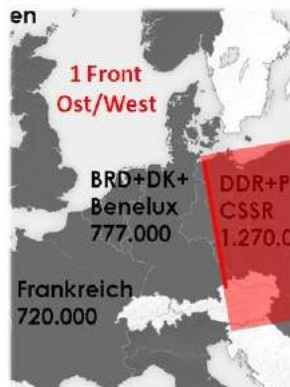 en
1 Front
Ost/West
BRD+DK+
Benelux
777.000
DDR+P
CSSR
1.270.0
Frankreich
720.000